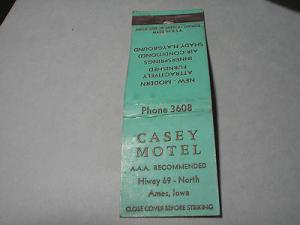 Phone 3608
CASEY
MOTEL
A.A.A. RECOMMENDED
Hiway 69 - North
Ames, Iowa
CLOSE COVER BEFORE STRIKING
NEW - MODERN
ATTRACTIVELY
FURNISHED
INNERSPRINGS
AIR-CONDITIONED
SHADY PLAYGROUND